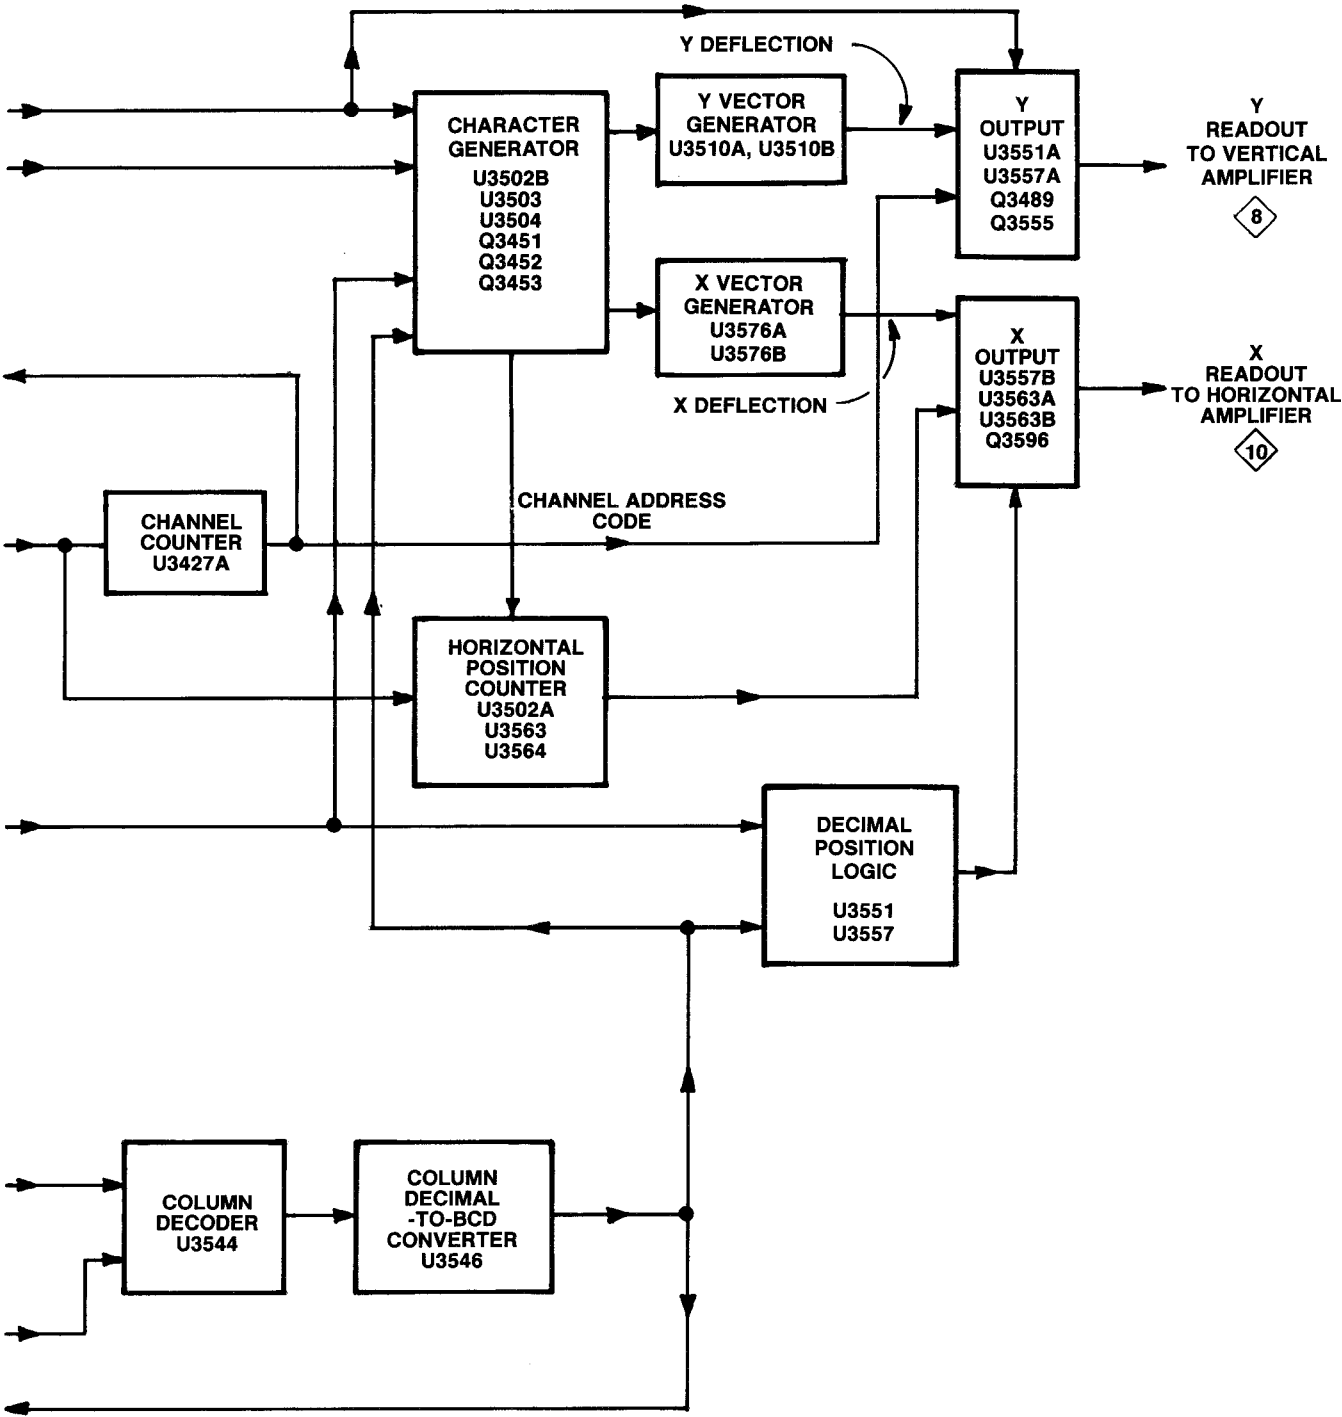 Y DEFLECTION
CHARACTER
GENERATOR
U3502B
U3503
U3504
Q3451
Q3452
Q3453
Y VECTOR
GENERATOR
U3510A, U3510B
Y
OUTPUT
U3551A
U3557A
Q3489
Q3555
Y
READOUT
TO VERTICAL
AMPLIFIER
8
X VECTOR
GENERATOR
U3576A
U3576B
X DEFLECTION
X
OUTPUT
U3557B
U3563A
U3563B
Q3596
X
READOUT
TO HORIZONTAL
AMPLIFIER
10
CHANNEL
COUNTER
U3427A
CHANNEL ADDRESS
CODE
HORIZONTAL
POSITION
COUNTER
U3502A
U3563
U3564
DECIMAL
POSITION
LOGIC
U3551
U3557
COLUMN
DECODER
U3544
COLUMN
DECIMAL
-TO-BCD
CONVERTER
U3546